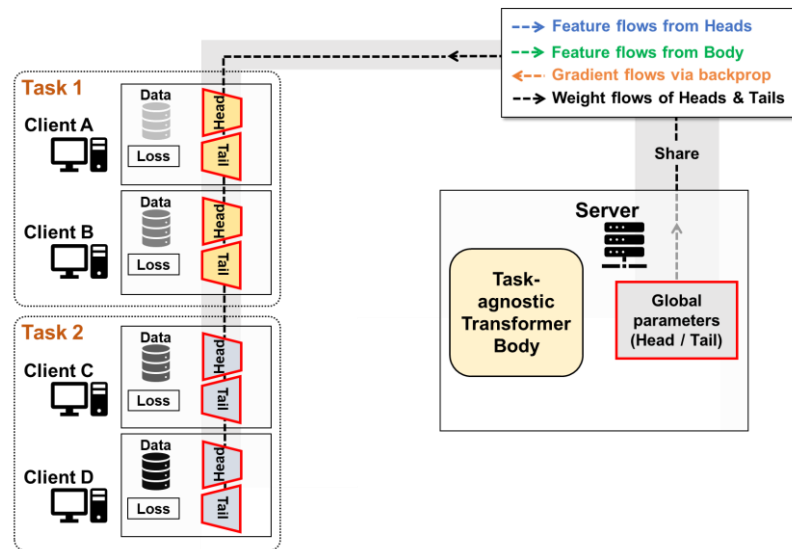 Feature flows from Heads
Feature flows from Body
Gradient flows via backprop
Weight flows of Heads & Tails
Share
Task 1
Client A
Data
Loss
Head
Tail
Client B
Data
Loss
Head
Tail
Task 2
Client C
Data
Loss
Head
Tail
Client D
Data
Loss
Head
Tail
Server
Task-
agnostic
Transformer
Body
Global
parameters
(Head / Tail)